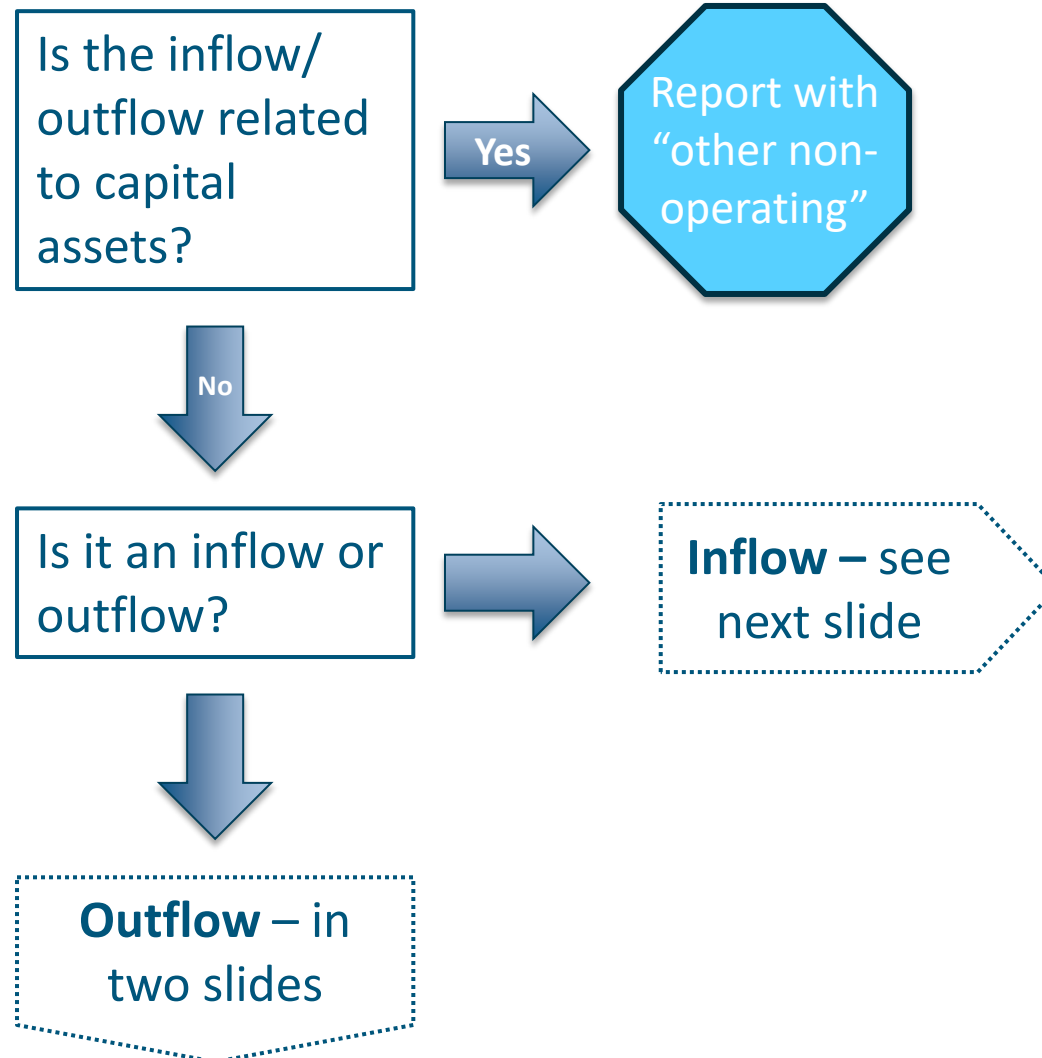 Is the inflow/
outflow related
to capital
assets?
Yes
Report with
“other non-
operating”
No
Is it an inflow or
outflow?
Inflow – see
next slide
Outflow – in
two slides